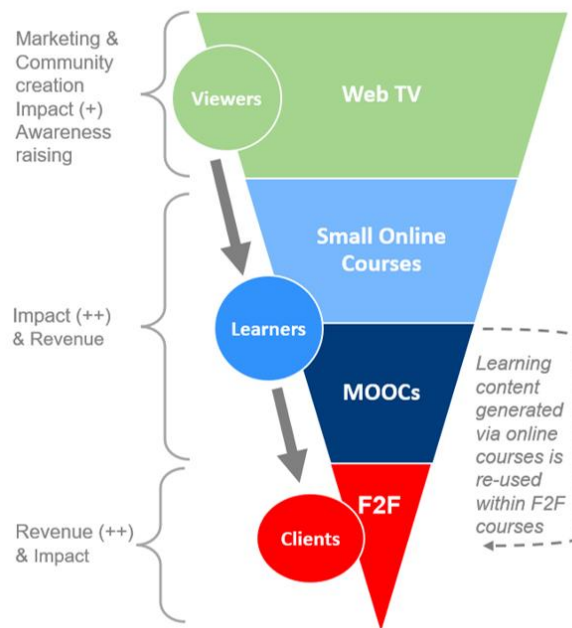 Marketing &
Community
creation
Impact (+)
Awareness
raising
Viewers
Web TV
Small Online
Courses
Impact (++)
& Revenue
Learners
MOOCs
Learning
content
generated
via online
courses is
re-used
within F2F
courses
F2F
Revenue (++)
& Impact
Clients